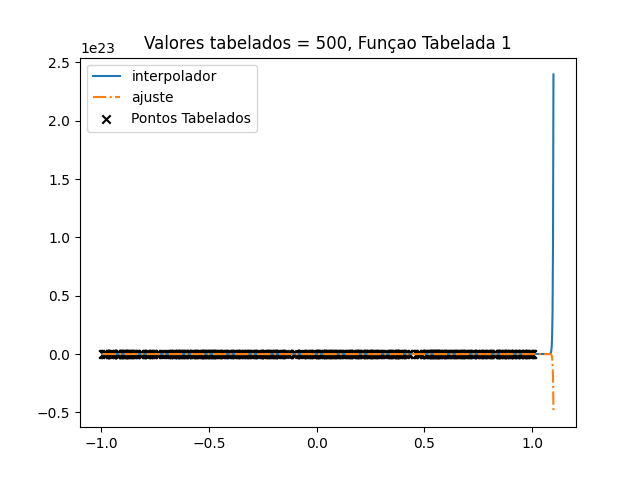 Valores tabelados = 500, Funçao Tabelada 1
1e23
2.5
2.0
1.5
1.0
0.5
0.0
−0.5
interpolador
ajuste
Pontos Tabelados
−1.0
−0.5
0.0
0.5
1.0